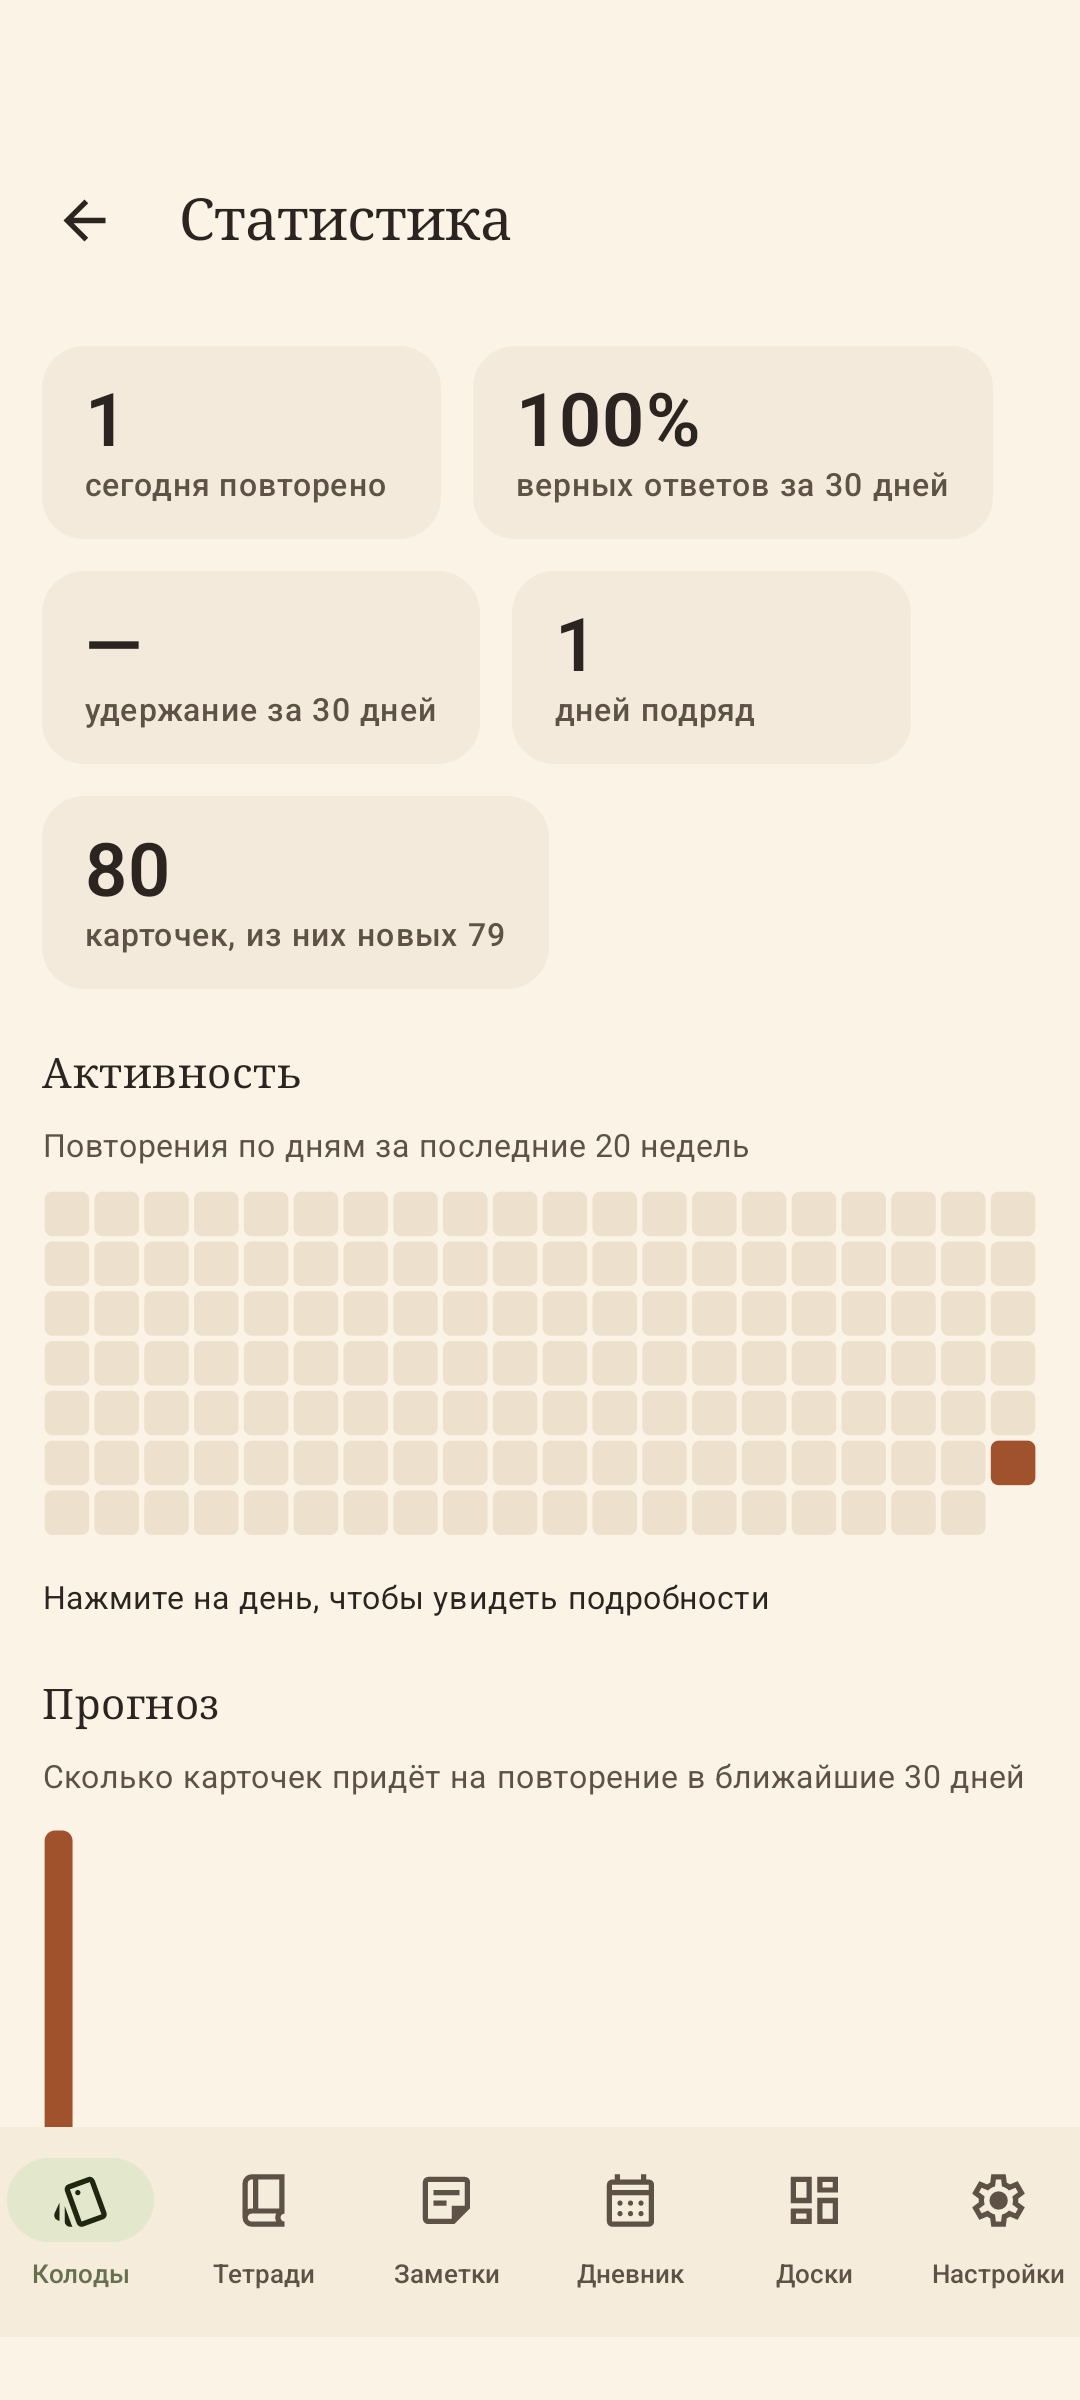 Статистика
1
сегодня повторено
100%
верных ответов за 30 дней
—
удержание за 30 дней
1
дней подряд
80
карточек, из них новых 79
Активность
Повторения по дням за последние 20 недель
Нажмите на день, чтобы увидеть подробности
Прогноз
Сколько карточек придёт на повторение в ближайшие 30 дней
Колоды
Тетради
Заметки
Дневник
Доски
Настройки